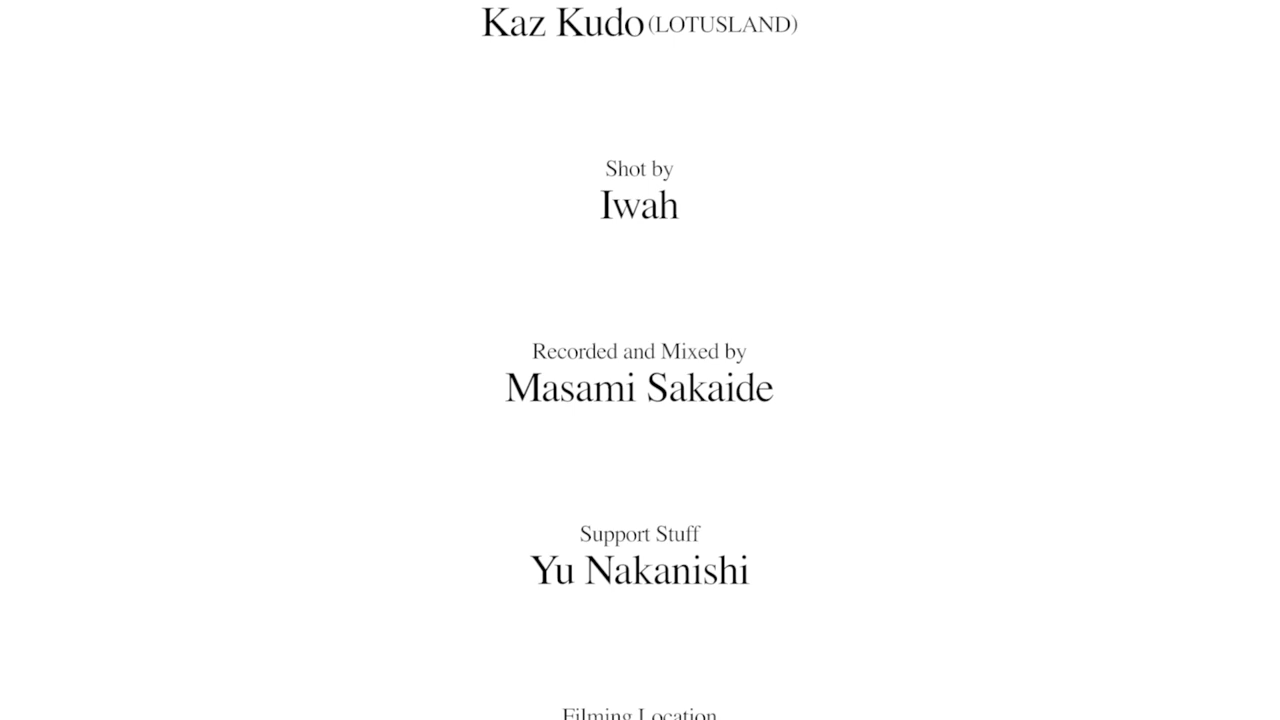 Kaz Kudo (LOTUSLAND)
Shot by
Iwah
Recorded and Mixed by
Masami Sakaide
Support Stuff
Yu Nakanishi
Filming Location